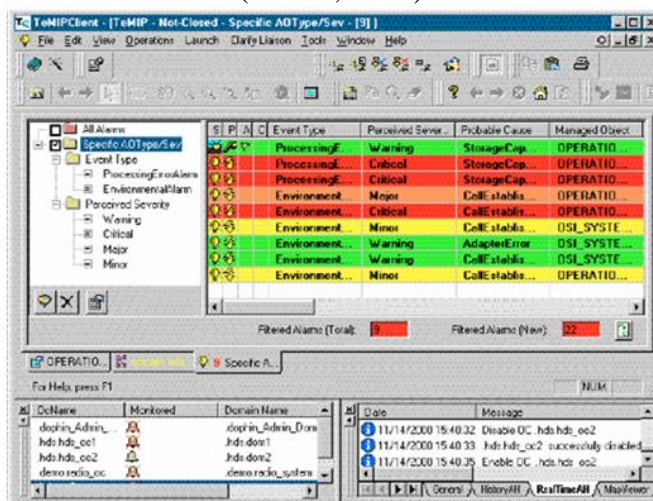 TeMIPClient - [TeMIP - Not-Closed - Specific AOType/Sev - [9] ]
File Edit View Operations Launch Clarify Liaison Tools Window Help
All Alarms
Specific AOType/Sev
Event Type
ProcessingErrorAlarm
EnvironmentalAlarm
Perceived Severity
Warning
Critical
Major
Minor
S P A C Event Type Perceived Sever... Probable Cause Managed Object
ProcessingE... Warning StorageCap... OPERATIO...
ProcessingE... Critical StorageCap... OPERATIO...
ProcessingE... Critical StorageCap... OPERATIO...
Environment... Major CallEstablis... OPERATIO...
Environment... Critical CallEstablis... OPERATIO...
Environment... Minor CallEstablis... OSI_SYSTE...
Environment... Warning AdapterError OSI_SYSTE...
Environment... Warning CallEstablis... OSI_SYSTE...
Environment... Minor CallEstablis... OPERATIO...
Filtered Alarms (Total): 9 Filtered Alarms (New): 22
OPERATIO... 9 Specific A...
For Help, press F1 NUM
OcName Monitored Domain Name
.dophin_Admin_... .dophin_Admin_Dom
.hds.hds_oc1 .hds.dom1
.hds.hds_oc2 .hds.dom2
.demo.radio_oc .demo.radio_system
Date Message
11/14/2000 15:40:32 Disable OC .hds.hds_oc2
11/14/2000 15:40:33 .hds.hds_oc2 successfuly disabled
11/14/2000 15:40:35 Enable OC .hds.hds_oc2
General HistoryAH RealTimeAH MapViewer